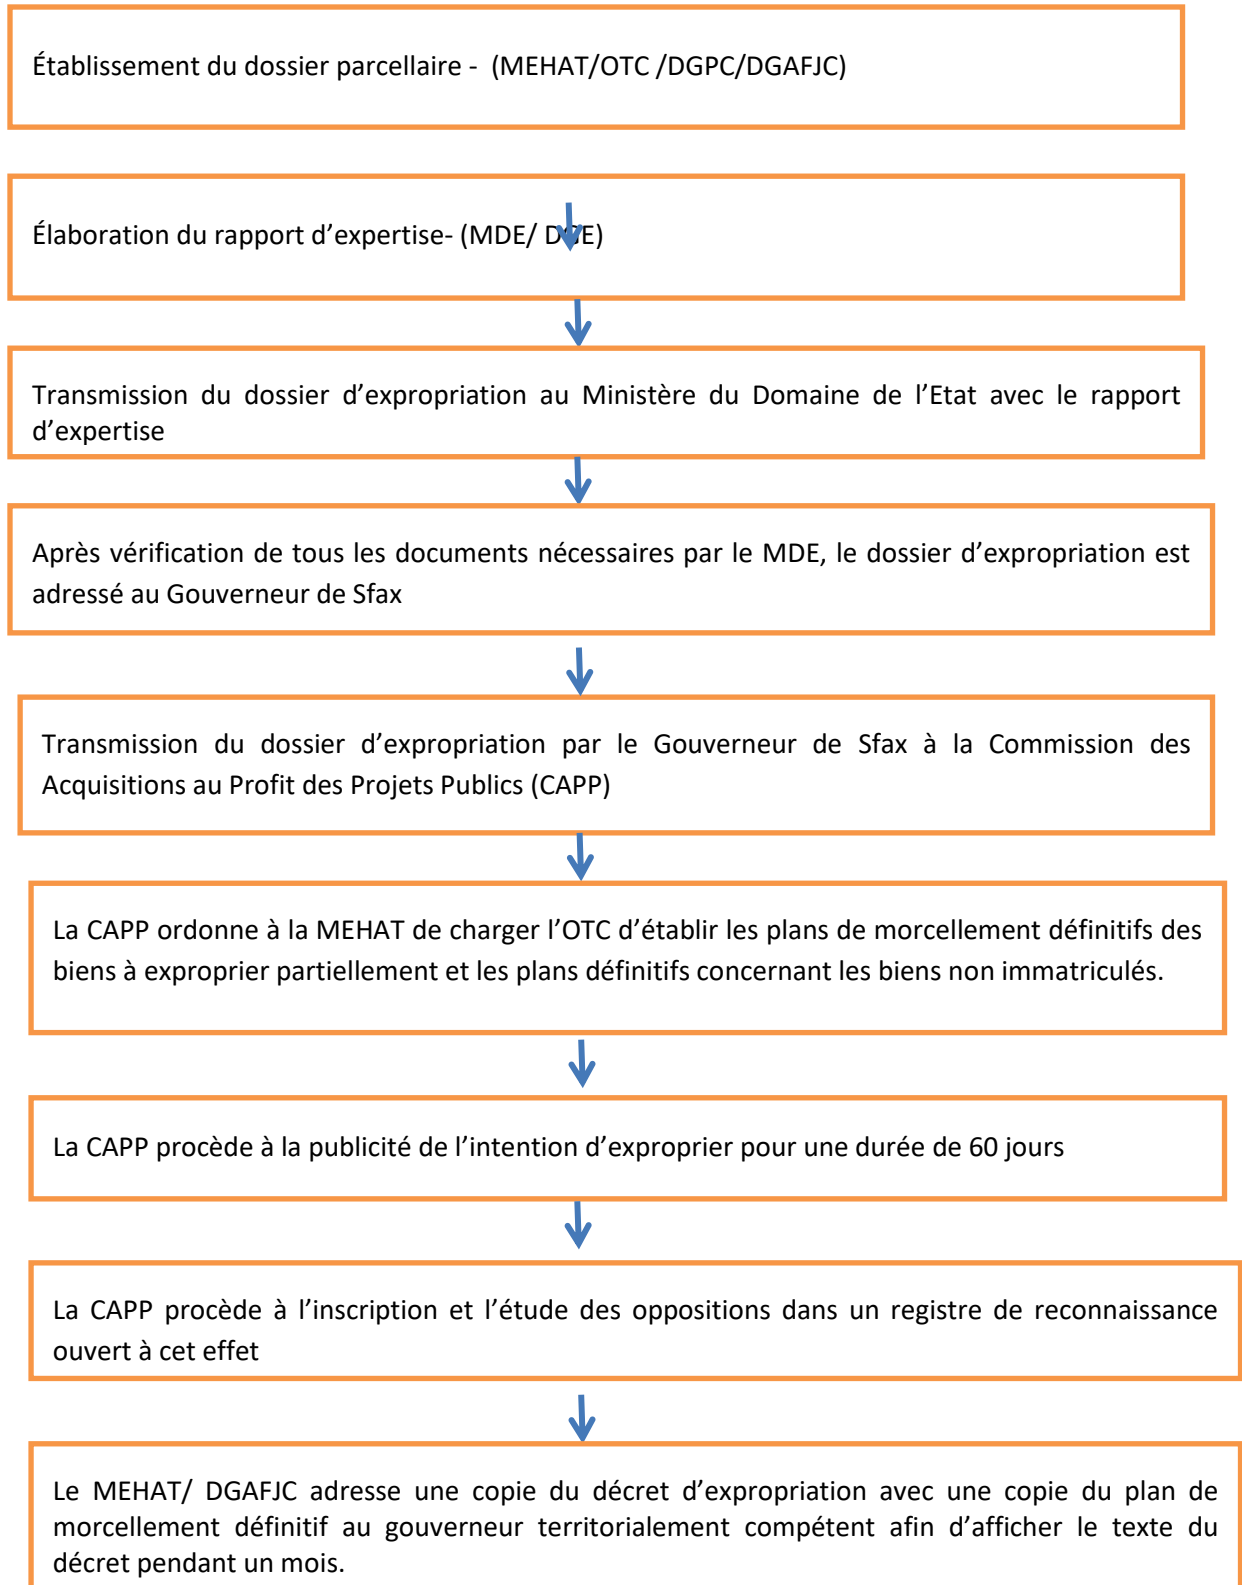 Établissement du dossier parcellaire - (MEHAT/OTC /DGPC/DGAFJC)
Élaboration du rapport d’expertise- (MDE/ DGE)
Transmission du dossier d’expropriation au Ministère du Domaine de l’Etat avec le rapport
d’expertise
Après vérification de tous les documents nécessaires par le MDE, le dossier d’expropriation est
adressé au Gouverneur de Sfax
Transmission du dossier d’expropriation par le Gouverneur de Sfax à la Commission des
Acquisitions au Profit des Projets Publics (CAPP)
La CAPP ordonne à la MEHAT de charger l’OTC d’établir les plans de morcellement définitifs des
biens à exproprier partiellement et les plans définitifs concernant les biens non immatriculés.
La CAPP procède à la publicité de l’intention d’exproprier pour une durée de 60 jours
La CAPP procède à l’inscription et l’étude des oppositions dans un registre de reconnaissance
ouvert à cet effet
Le MEHAT/ DGAFJC adresse une copie du décret d’expropriation avec une copie du plan de
morcellement définitif au gouverneur territorialement compétent afin d’afficher le texte du
décret pendant un mois.